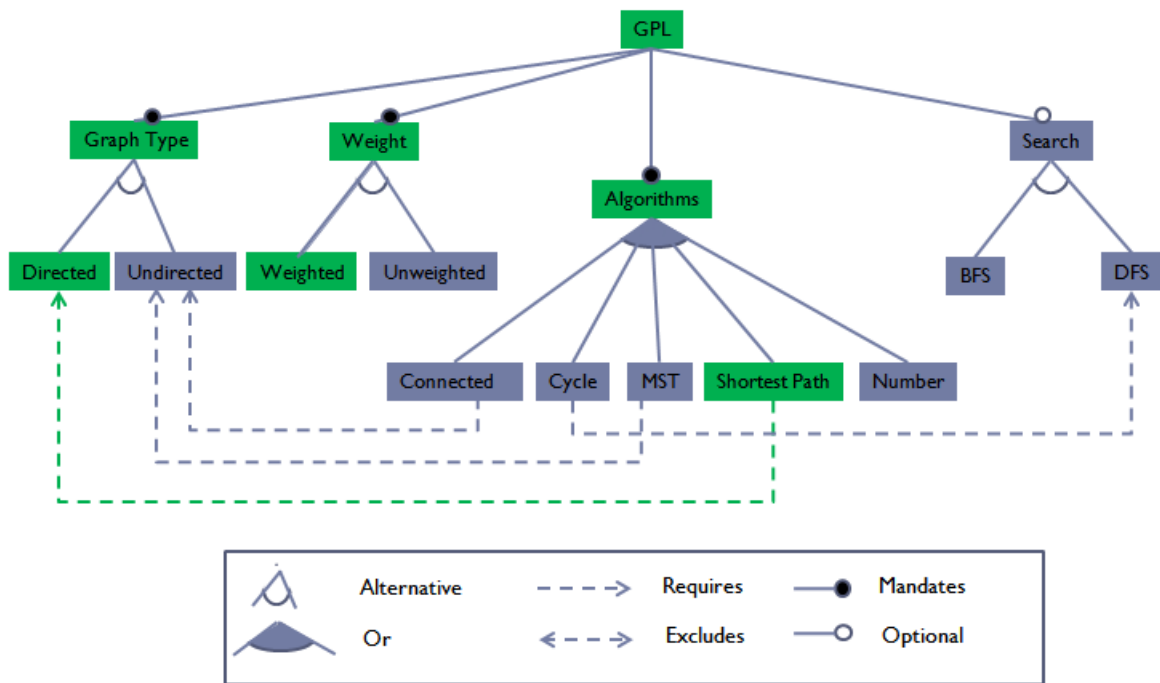 GPL
Graph Type
Weight
Search
Algorithms
Directed
Undirected
Weighted
Unweighted
BFS
DFS
Connected
Cycle
MST
Shortest Path
Number
Alternative
Requires
Mandates
Or
Excludes
Optional